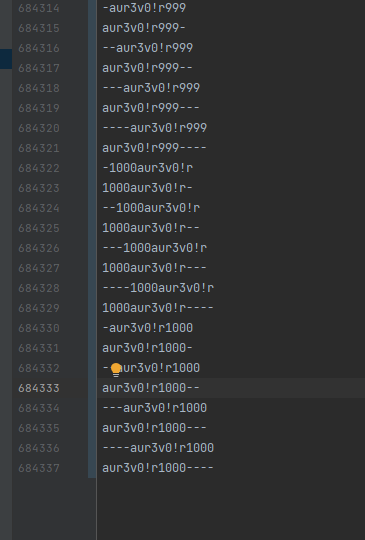 684314 -aur3v0!r999
684315 aur3v0!r999-
684316 --aur3v0!r999
684317 aur3v0!r999--
684318 ---aur3v0!r999
684319 aur3v0!r999---
684320 ----aur3v0!r999
684321 aur3v0!r999----
684322 -1000aur3v0!r
684323 1000aur3v0!r-
684324 --1000aur3v0!r
684325 1000aur3v0!r--
684326 ---1000aur3v0!r
684327 1000aur3v0!r---
684328 ----1000aur3v0!r
684329 1000aur3v0!r----
684330 -aur3v0!r1000
684331 aur3v0!r1000-
684332 -aur3v0!r1000
684333 aur3v0!r1000--
684334 ---aur3v0!r1000
684335 aur3v0!r1000---
684336 ----aur3v0!r1000
684337 aur3v0!r1000----